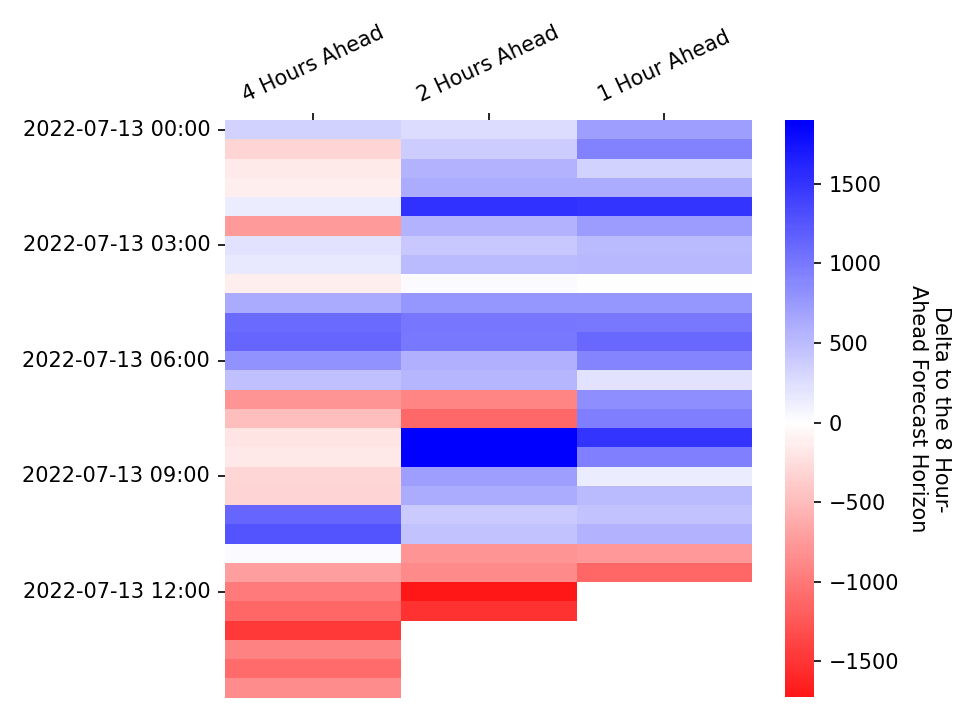 4 Hours Ahead
2 Hours Ahead
1 Hour Ahead
2022-07-13 00:00
2022-07-13 03:00
2022-07-13 06:00
2022-07-13 09:00
2022-07-13 12:00
1500
1000
500
0
−500
−1000
−1500
Delta to the 8 Hour-
Ahead Forecast Horizon